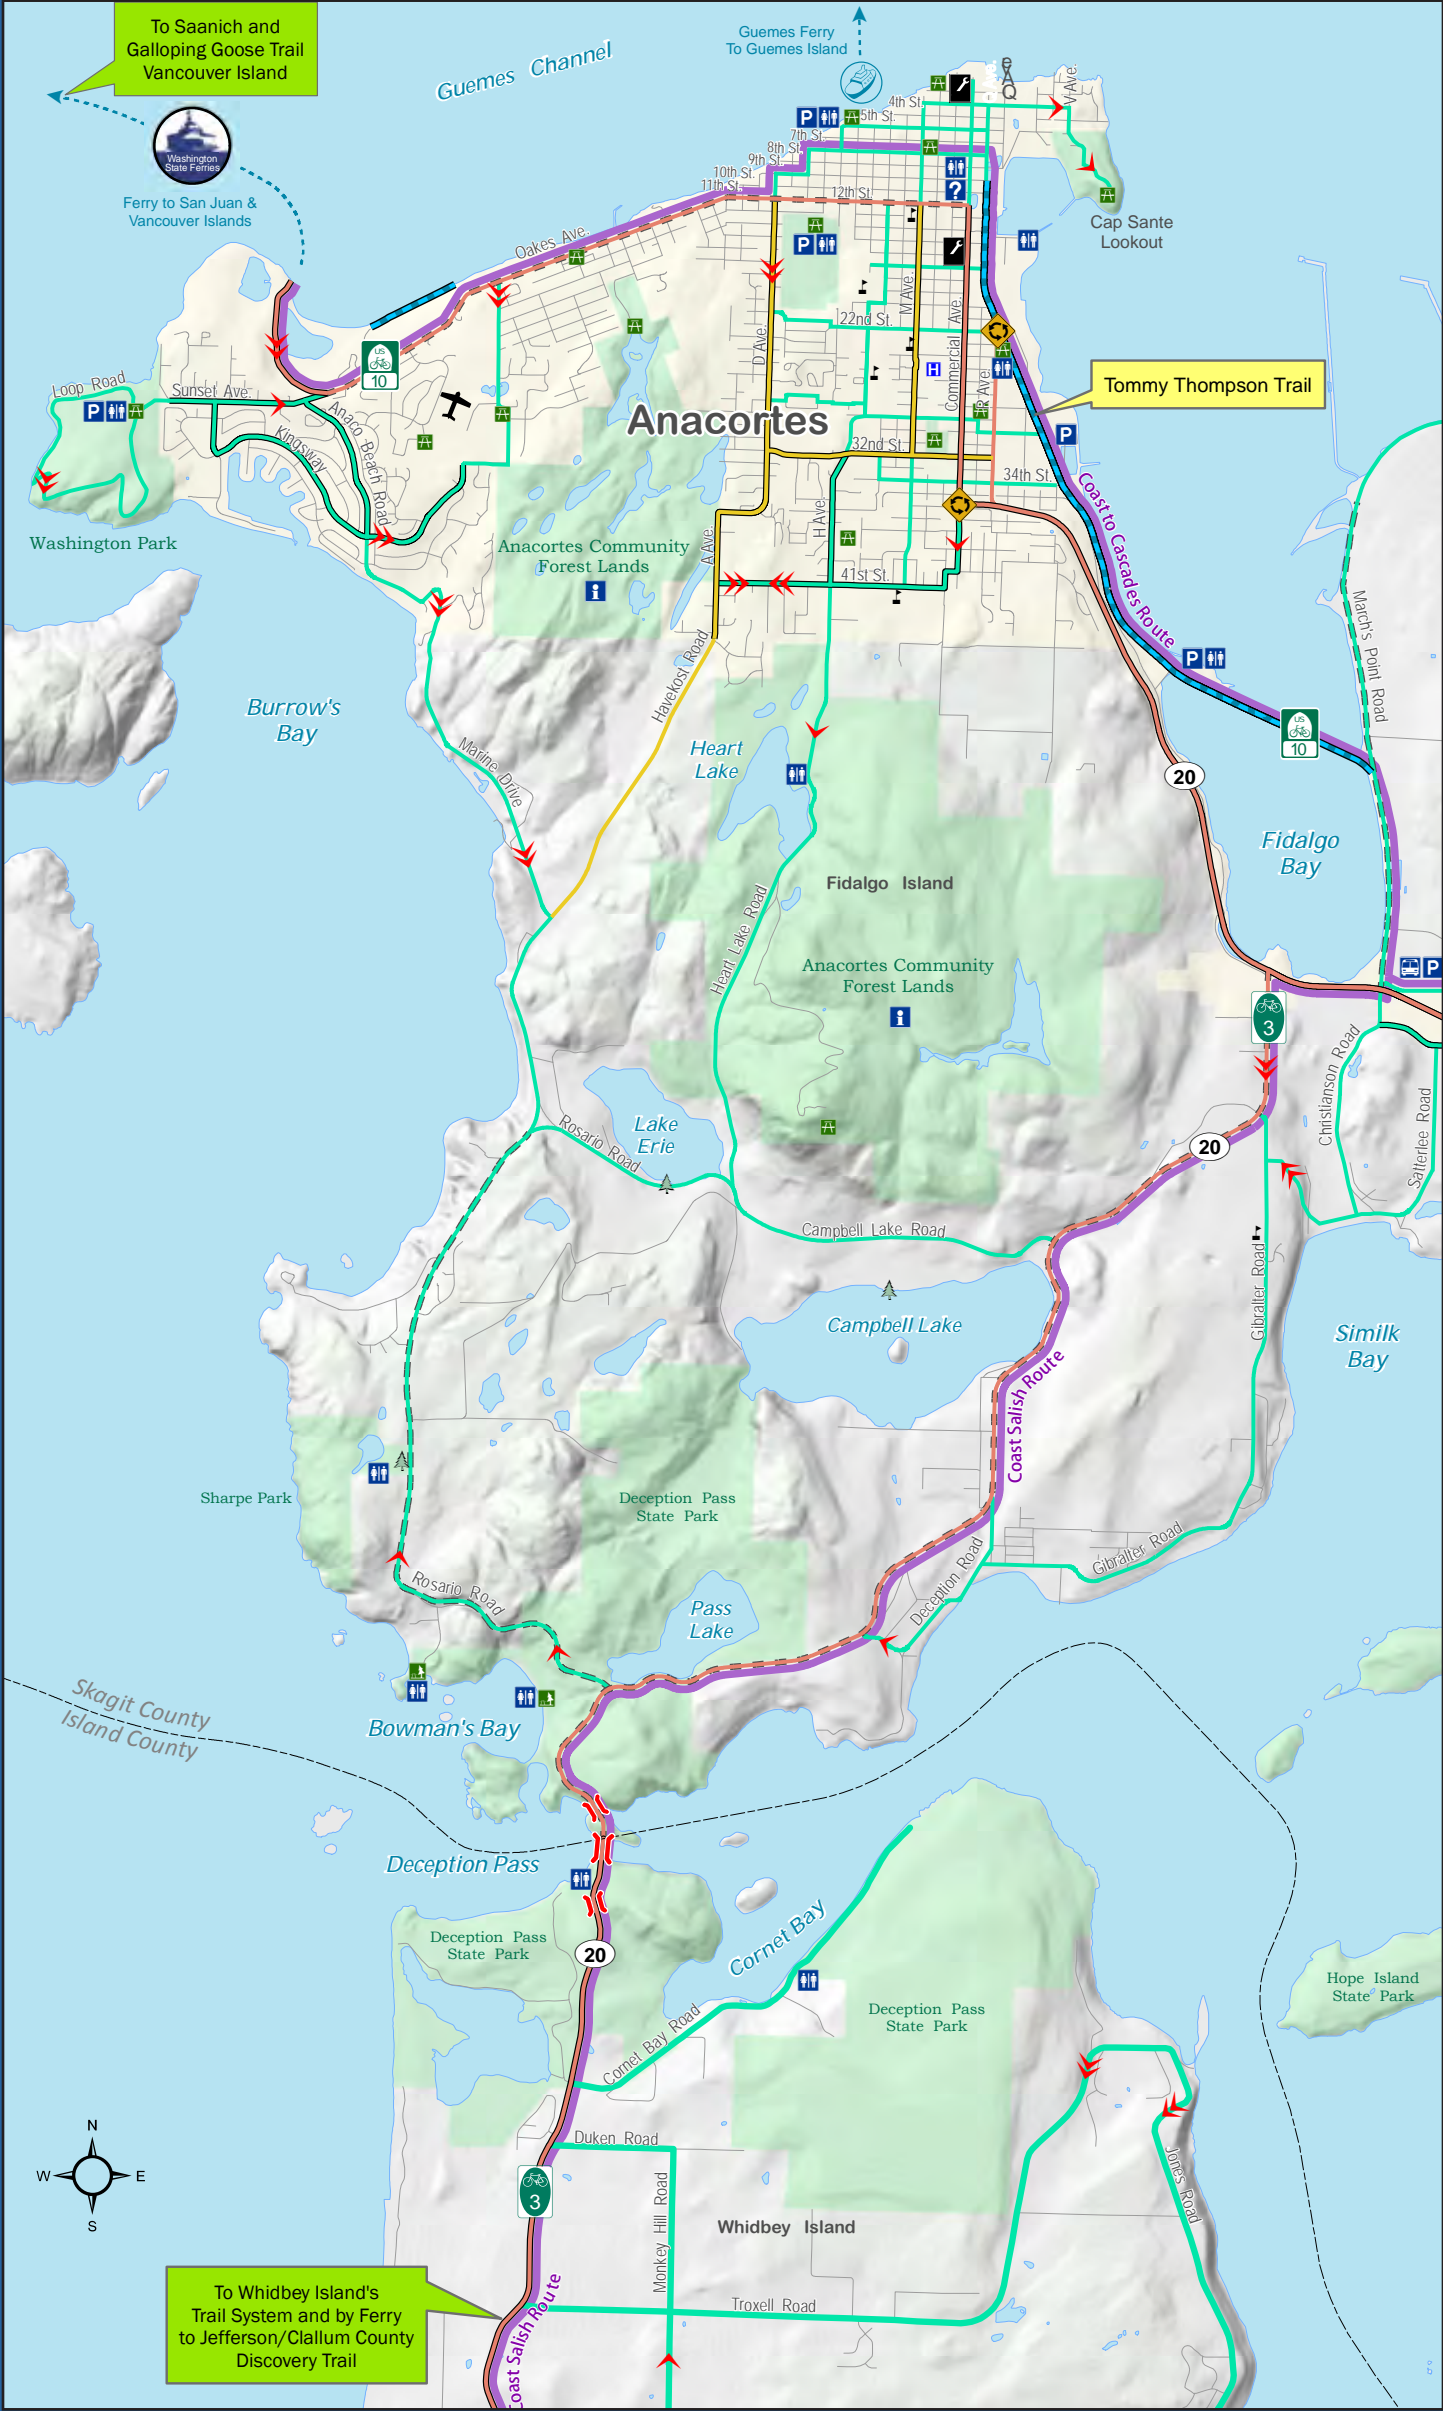 To Saanich and
Galloping Goose Trail
Vancouver Island
Guemes Channel
Guemes Ferry
To Guemes Island
Washington
State Ferries
Ferry to San Juan &
Vancouver Islands
e
Q Ave
V Ave.
4th St.
5th St.
7th St.
8th St.
9th St.
10th St.
11th St.
12th St.
P
?
Cap Sante
Lookout
Oakes Ave.
P
M Ave.
22nd St.
D Ave.
Commercial Ave.
R Ave.
H
US
10
Loop Road
Sunset Ave.
P
Kingsway
Anaco Beach Road
Anacortes
Tommy Thompson Trail
P
32nd St.
34th St.
Coast to Cascades Route
Washington Park
Anacortes Community
Forest Lands
i
A Ave.
H Ave.
41st St.
March's Point Road
P
Havekost Road
Burrow's
Bay
Marine Drive
Heart
Lake
US
10
20
Fidalgo
Bay
Fidalgo Island
Heart Lake Road
Anacortes Community
Forest Lands
i
P
3
Christianson Road
Satterlee Road
Lake
Erie
Rosario Road
20
Campbell Lake Road
Gibralter Road
Campbell Lake
Similk
Bay
Coast Salish Route
Sharpe Park
Deception Pass
State Park
Gibralter Road
Deception Road
Rosario Road
Pass
Lake
Skagit County
Island County
Bowman's Bay
Deception Pass
Cornet Bay
Deception Pass
State Park
20
Hope Island
State Park
Deception Pass
State Park
Cornet Bay Road
N
W
E
S
Duken Road
Jones Road
3
Monkey Hill Road
Whidbey Island
To Whidbey Island's
Trail System and by Ferry
to Jefferson/Clallum County
Discovery Trail
Troxell Road
Coast Salish Route